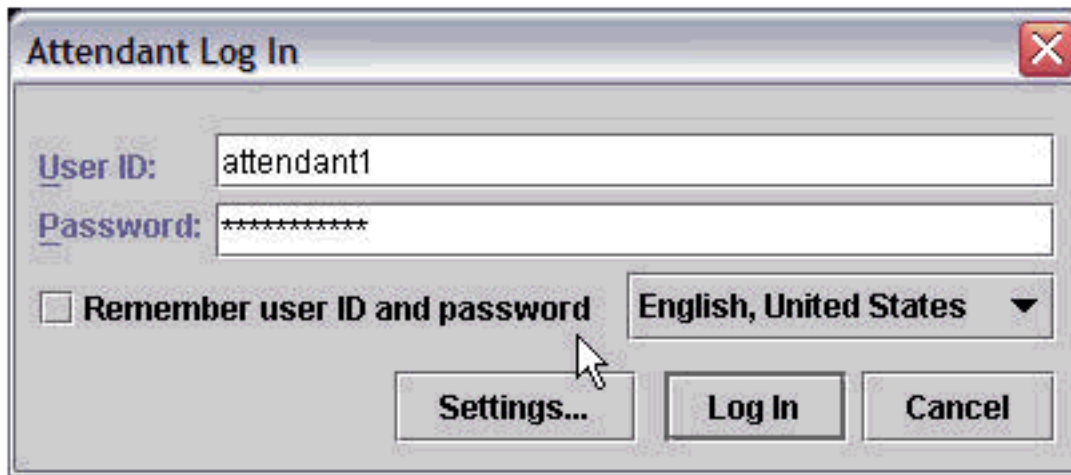 Attendant Log In
User ID: attendant1
Password: ***********
Remember user ID and password English, United States
Settings... Log In Cancel